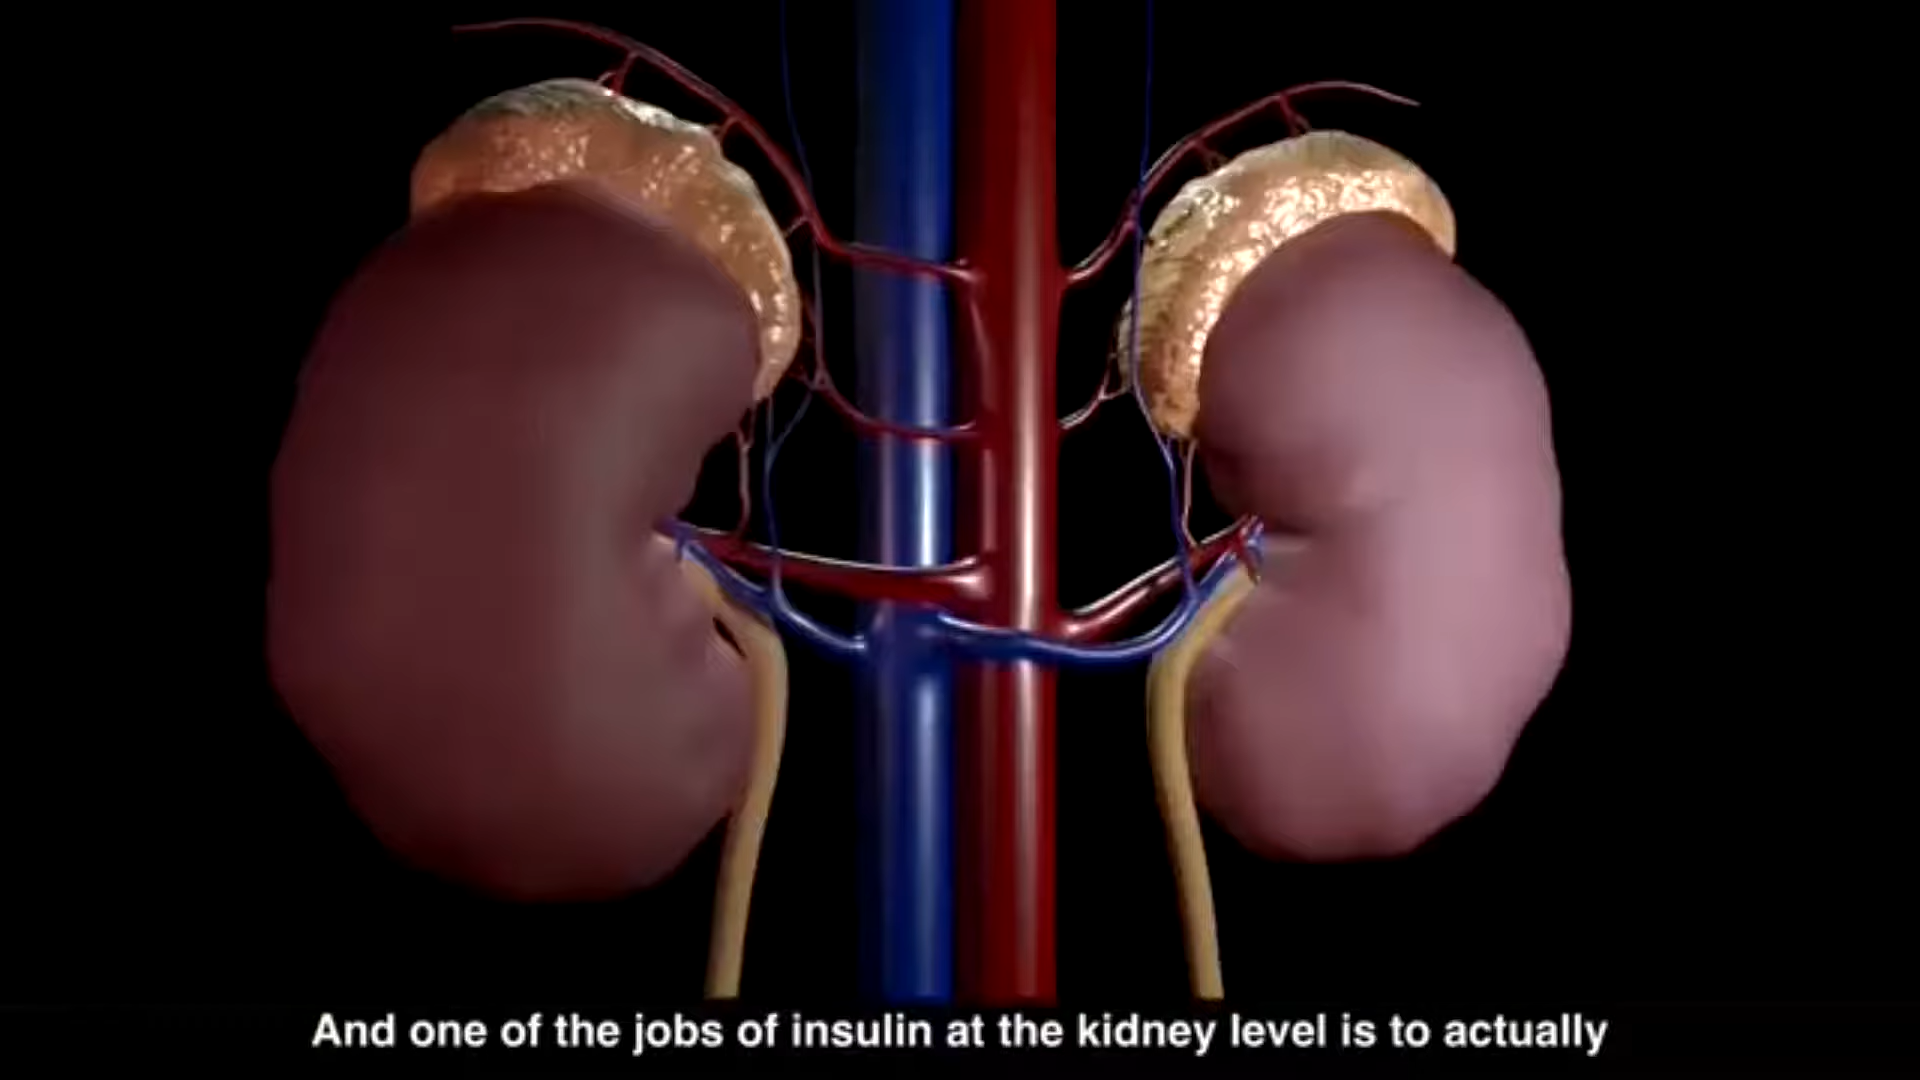 And one of the jobs of insulin at the kidney level is to actually